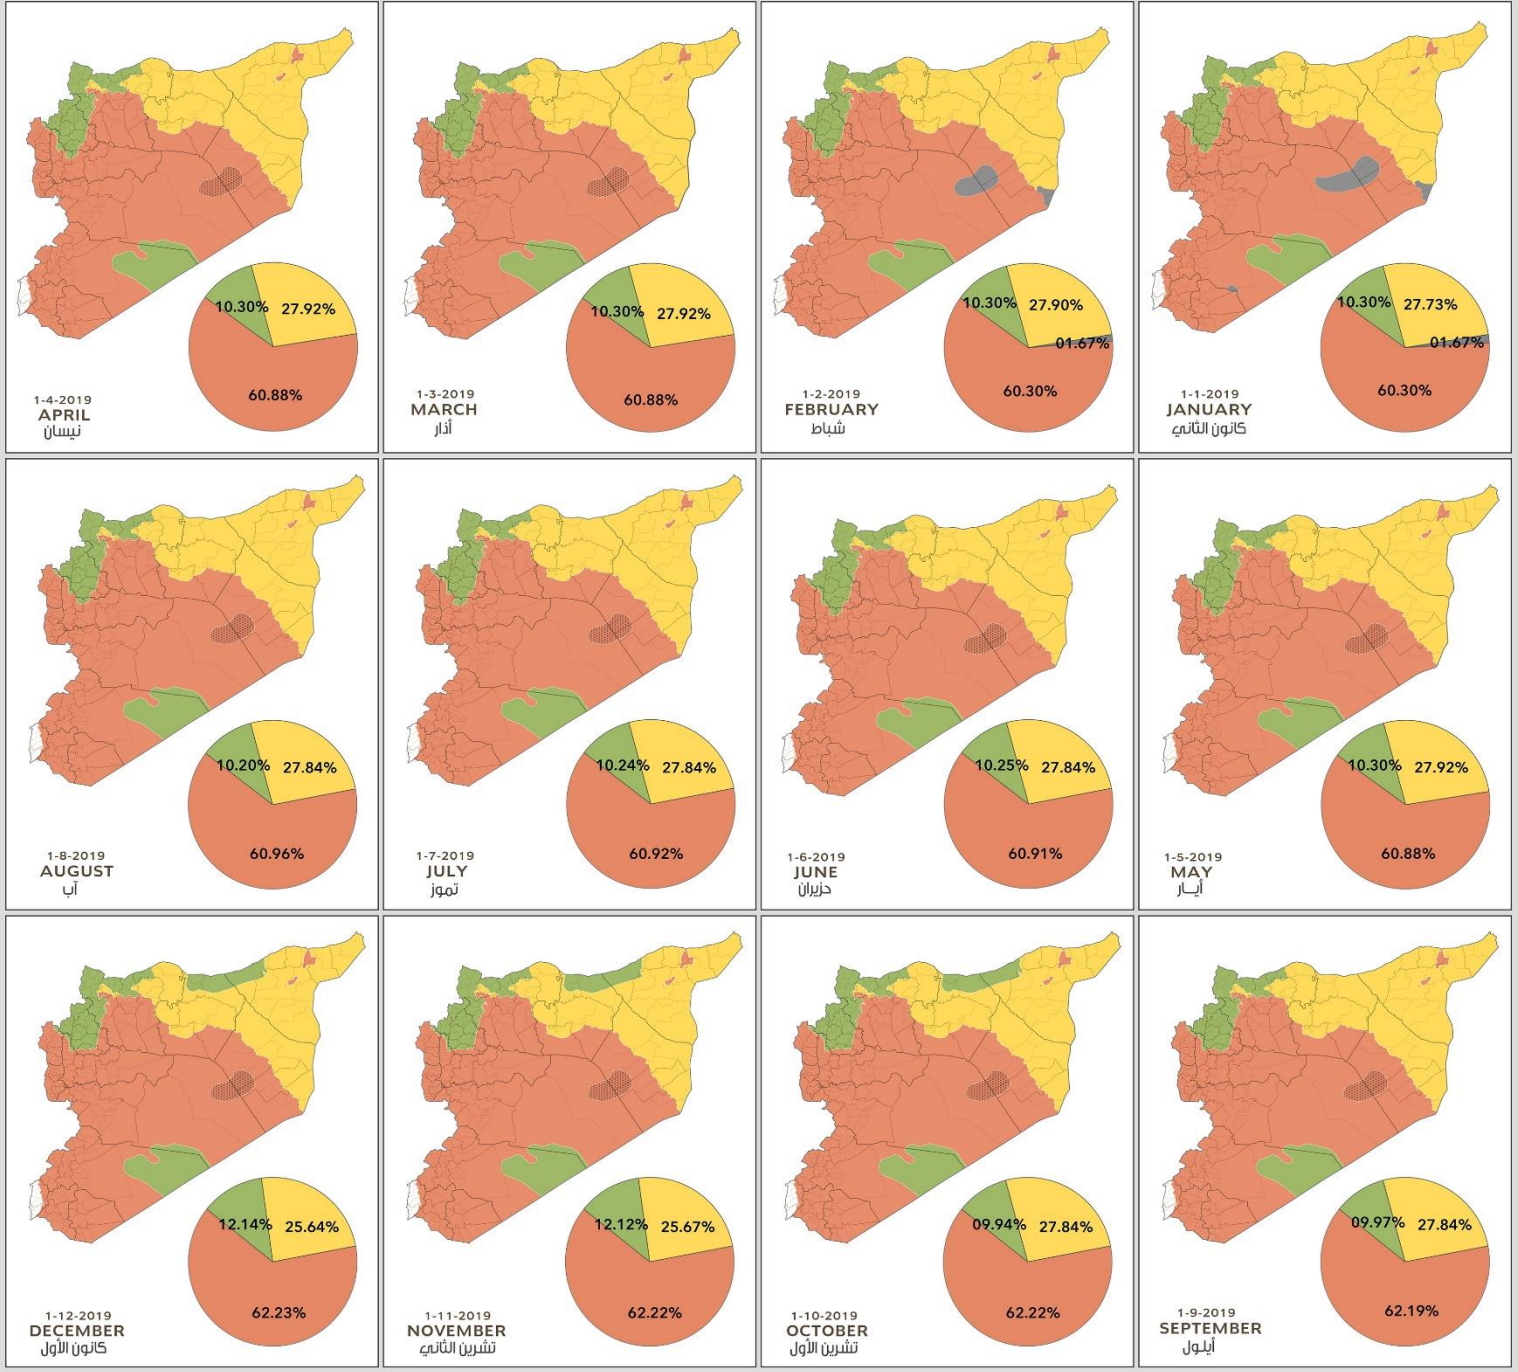 10.30%
27.73%
01.67%
60.30%
1-1-2019
JANUARY
كانون الثاني
10.30%
27.90%
01.67%
60.30%
1-2-2019
FEBRUARY
شباط
10.30%
27.92%
60.88%
1-3-2019
MARCH
أذار
10.30%
27.92%
60.88%
1-4-2019
APRIL
نيسان
10.30%
27.92%
60.88%
1-5-2019
MAY
أيــار
10.25%
27.84%
60.91%
1-6-2019
JUNE
حزيران
10.24%
27.84%
60.92%
1-7-2019
JULY
تموز
10.20%
27.84%
60.96%
1-8-2019
AUGUST
آب
09.97%
27.84%
62.19%
1-9-2019
SEPTEMBER
أيلول
09.94%
27.84%
62.22%
1-10-2019
OCTOBER
تشرين الأول
12.12%
25.67%
62.22%
1-11-2019
NOVEMBER
تشرين الثاني
12.14%
25.64%
62.23%
1-12-2019
DECEMBER
كانون الأول